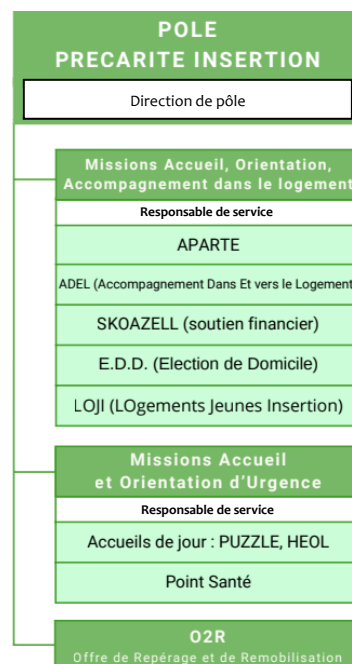 POLE
PRECARITE INSERTION
Direction de pôle
Missions Accueil, Orientation,
Accompagnement dans le logement
Responsable de service
APARTE
ADEL (Accompagnement Dans Et vers le Logement
SKOAZELL (soutien financier)
E.D.D. (Election de Domicile)
LOJI (LOgements Jeunes Insertion)
Missions Accueil
et Orientation d'Urgence
Responsable de service
Accueils de jour : PUZZLE, HEOL
Point Santé
O2R
Offre de Repérage et de Remobilisation